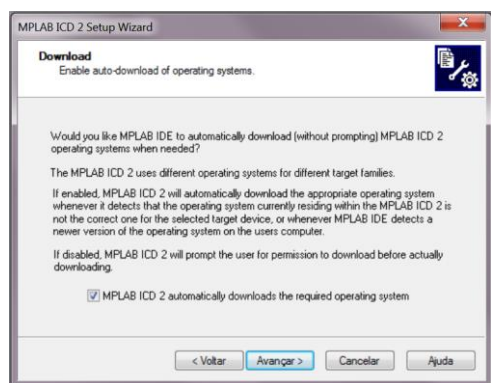 MPLAB ICD 2 Setup Wizard
Download
Enable auto-download of operating systems.
Would you like MPLAB IDE to automatically download (without prompting) MPLAB ICD 2
operating systems when needed?
The MPLAB ICD 2 uses different operating systems for different target families.
If enabled, MPLAB ICD 2 will automatically download the appropriate operating system
whenever it detects that the operating system currently residing within the MPLAB ICD 2 is
not the correct one for the selected target device, or whenever MPLAB IDE detects a
newer version of the operating system on the users computer.
If disabled, MPLAB ICD 2 will prompt the user for permission to download before actually
downloading.
MPLAB ICD 2 automatically downloads the required operating system
< Voltar Avançar > Cancelar Ajuda